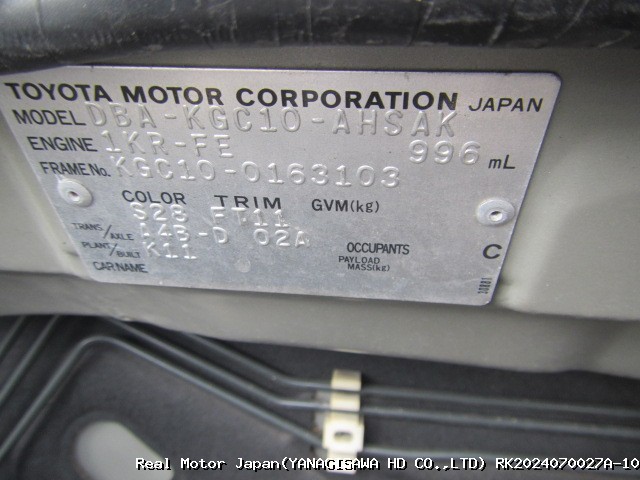 TOYOTA MOTOR CORPORATION JAPAN
MODEL DBA-KGC10-AHSAK
ENGINE 1KR-FE 996 mL
FRAME No. KGC10-0163103
COLOR TRIM GVM(kg)
S28 FT11
TRANS./AXLE 14B-D 02A
PLANT/BUILT K11 OCCUPANTS C
CAR NAME PAYLOAD MASS(kg)
Real Motor Japan(YANAGISAWA HD CO.,LTD) RK2024070027A-10